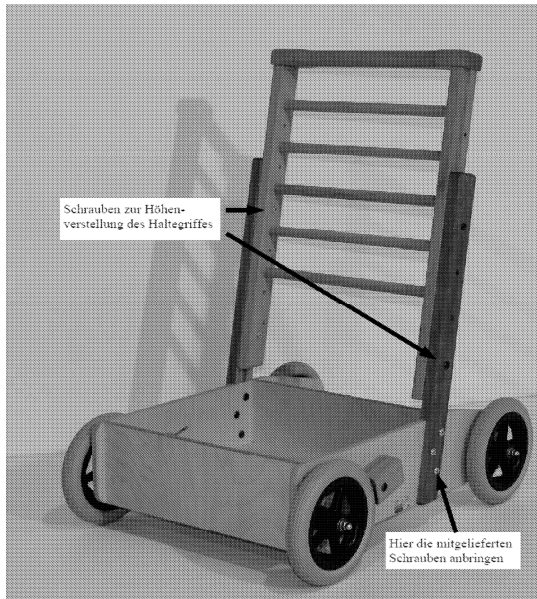 Schrauben zur Höhen-
verstellung des Haltegriffes
Hier die mitgelieferten
Schrauben anbringen